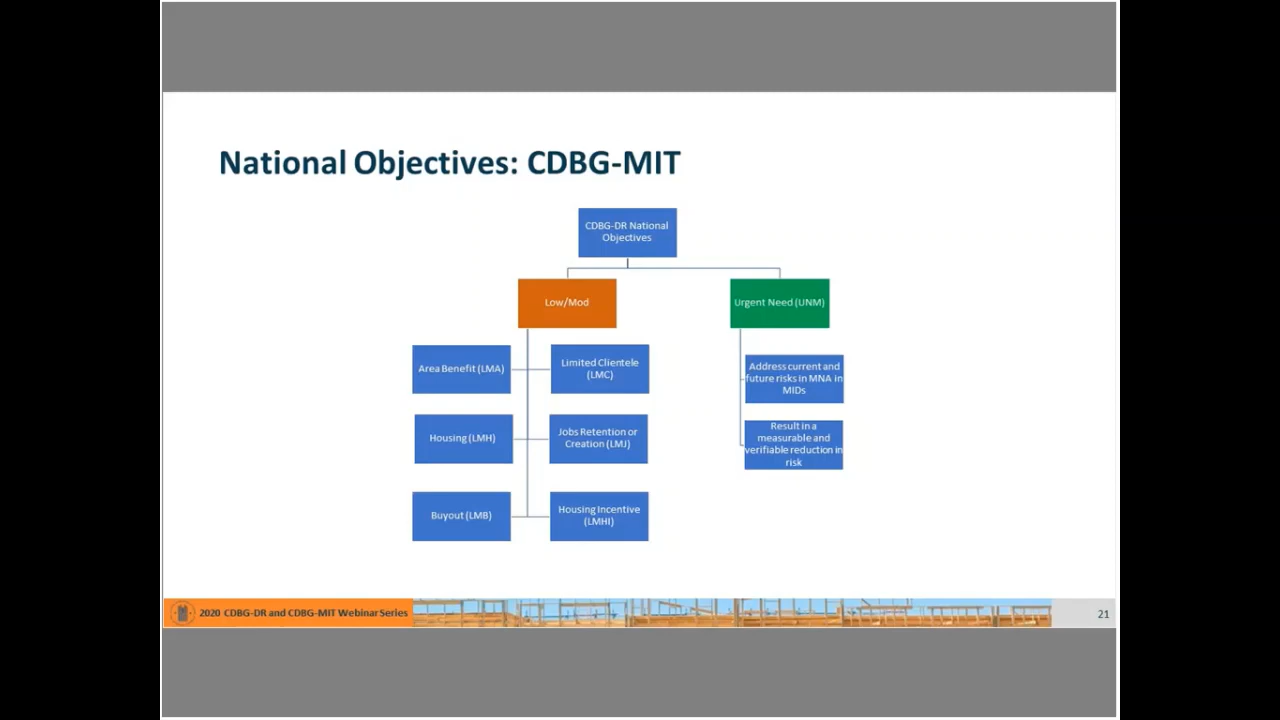 National Objectives: CDBG-MIT
CDBG-DR National
Objectives
Low/Mod
Urgent Need (UNM)
Area Benefit (LMA)
Limited Clientele
(LMC)
Housing (LMH)
Jobs Retention or
Creation (LMJ)
Buyout (LMB)
Housing Incentive
(LMHI)
Address current and
future risks in MNA in
MIDs
Result in a
measurable and
verifiable reduction in
risk
2020 CDBG-DR and CDBG-MIT Webinar Series
21